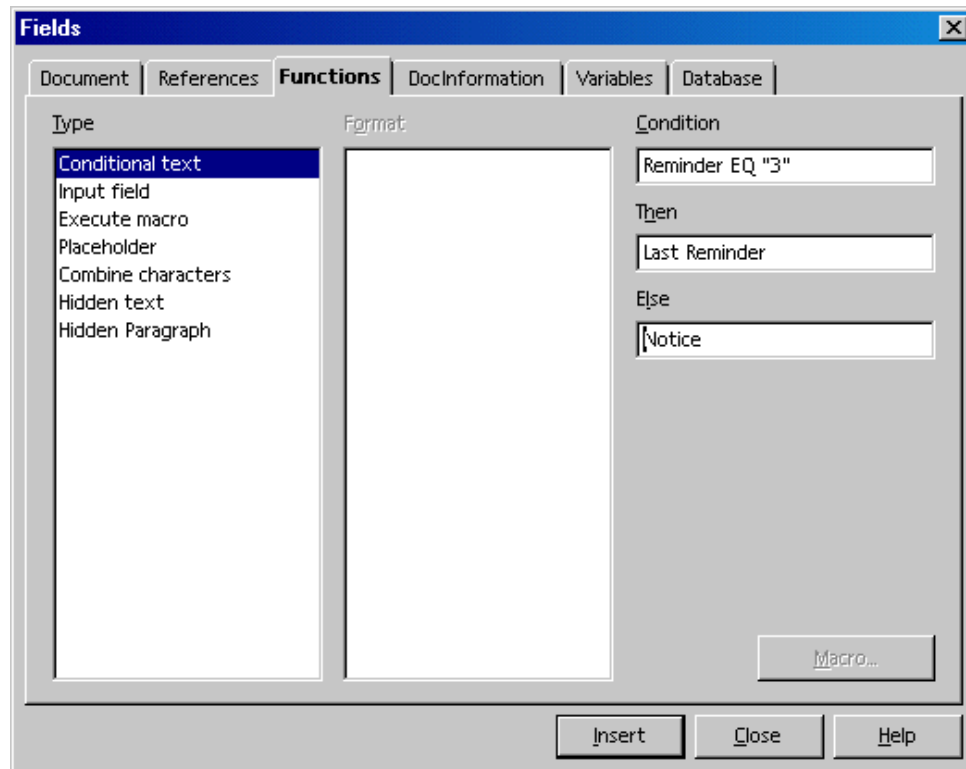 Fields
Document References Functions DocInformation Variables Database
Type Format Condition
Conditional text
Input field
Execute macro
Placeholder
Combine characters
Hidden text
Hidden Paragraph
Reminder EQ "3"
Then
Last Reminder
Else
Notice
Macro...
Insert Close Help